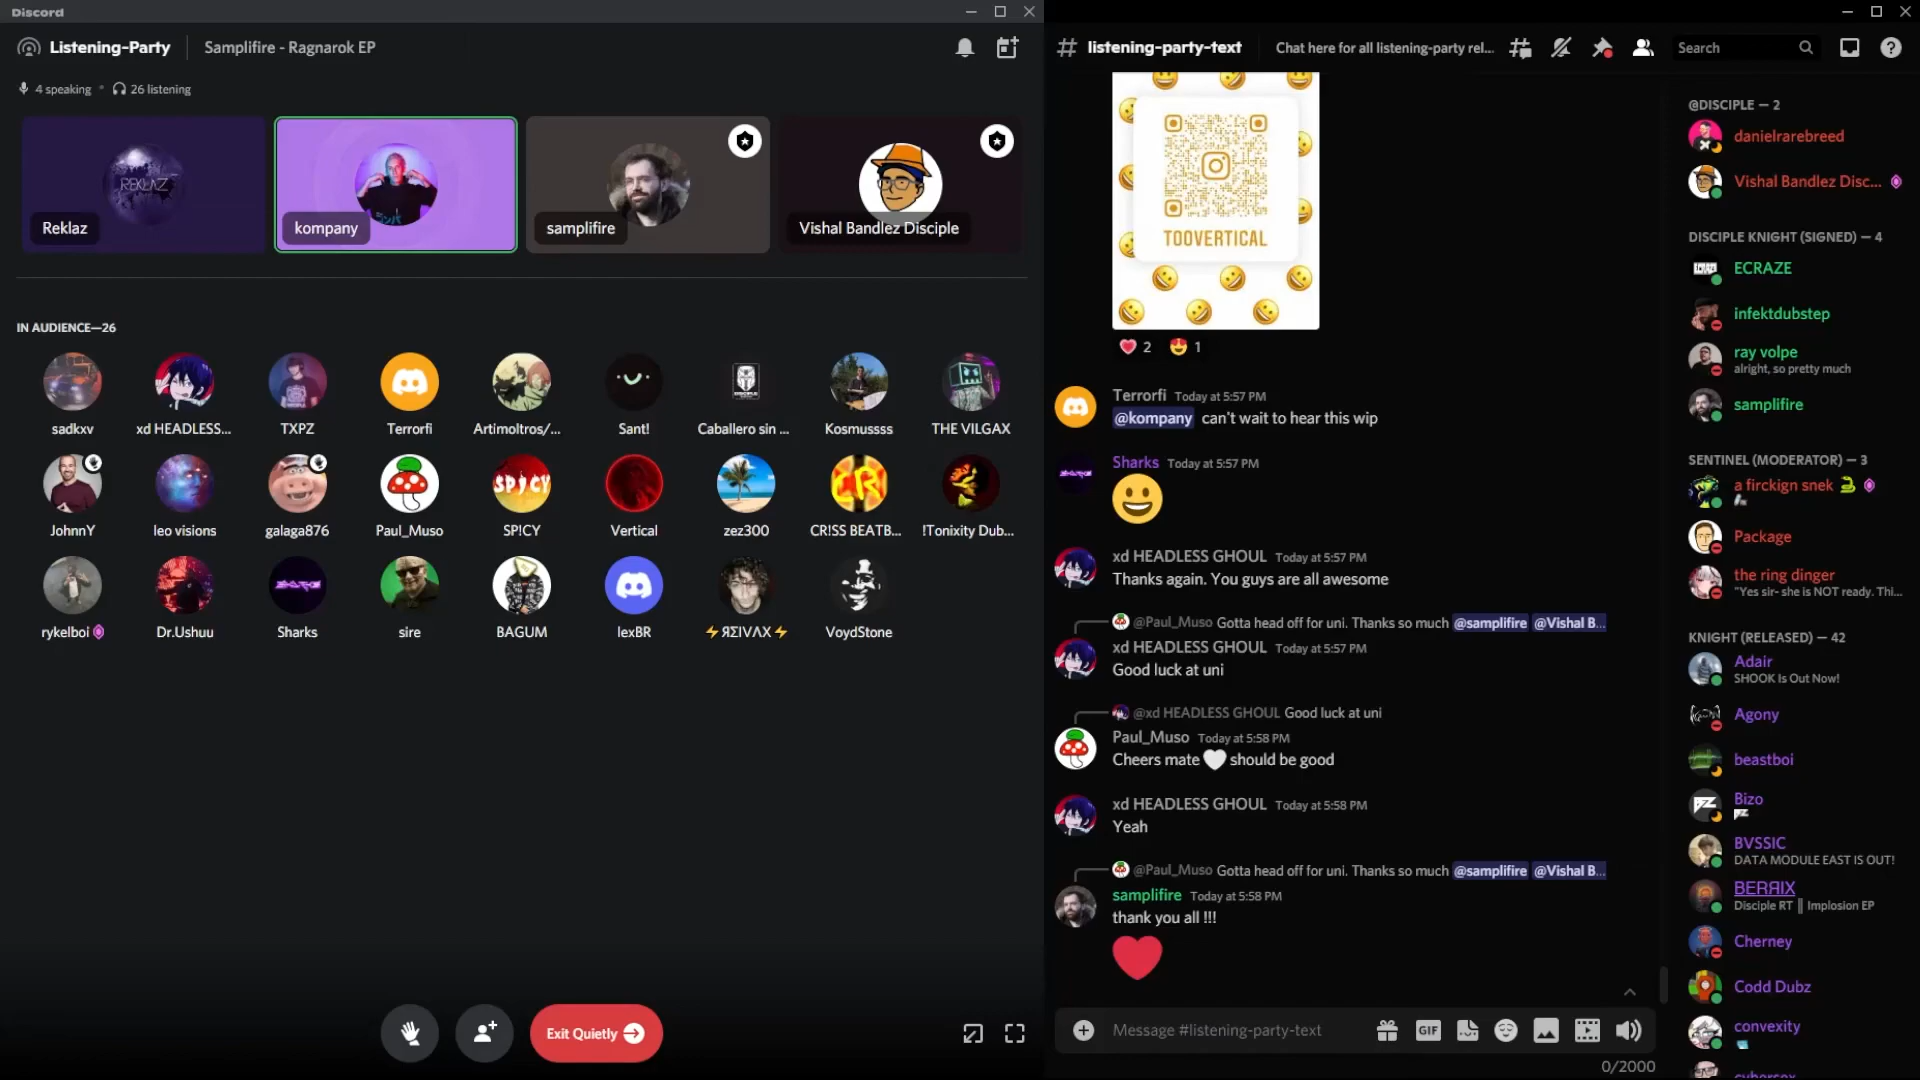 Discord
Listening-Party
Samplifire - Ragnarok EP
4 speaking
26 listening
REKLAZ
Reklaz
kompany
samplifire
Vishal Bandlez Disciple
IN AUDIENCE—26
sadkxv
xd HEADLESS...
TXPZ
Terrorfi
Artimoltros/...
Sant!
Caballero sin ...
Kosmussss
THE VILGAX
JohnnY
leo visions
galaga876
Paul_Muso
SPICY
SP!CY
Vertical
zez300
CR
CR!SS BEATB...
!Tonixity Dub...
rykelboi
Dr.Ushuu
Sharks
sire
BAGUM
lexBR
⚡ЯΣIVΛX⚡
VoydStone
Exit Quietly
# listening-party-text
Chat here for all listening-party rel...
Search
TOOVERTICAL
2
1
Terrorfi Today at 5:57 PM
@kompany can't wait to hear this wip
Sharks Today at 5:57 PM
xd HEADLESS GHOUL Today at 5:57 PM
Thanks again. You guys are all awesome
@Paul_Muso Gotta head off for uni. Thanks so much @samplifire @Vishal B...
xd HEADLESS GHOUL Today at 5:57 PM
Good luck at uni
@xd HEADLESS GHOUL Good luck at uni
Paul_Muso Today at 5:58 PM
Cheers mate 🤍 should be good
xd HEADLESS GHOUL Today at 5:58 PM
Yeah
@Paul_Muso Gotta head off for uni. Thanks so much @samplifire @Vishal B...
samplifire Today at 5:58 PM
thank you all !!!
Message #listening-party-text
GIF
0/2000
@DISCIPLE — 2
danielrarebreed
Vishal Bandlez Disc...
DISCIPLE KNIGHT (SIGNED) — 4
ECRAZE
infektdubstep
ray volpe
alright, so pretty much
samplifire
SENTINEL (MODERATOR) — 3
a firckign snek
Package
the ring dinger
"Yes sir- she is NOT ready. Thi...
KNIGHT (RELEASED) — 42
Adair
SHOOK Is Out Now!
Agony
beastboi
Bizo
BVSSIC
DATA MODULE EAST IS OUT!
BERЯIX
Disciple RT ║ Implosion EP
Cherney
Codd Dubz
convexity